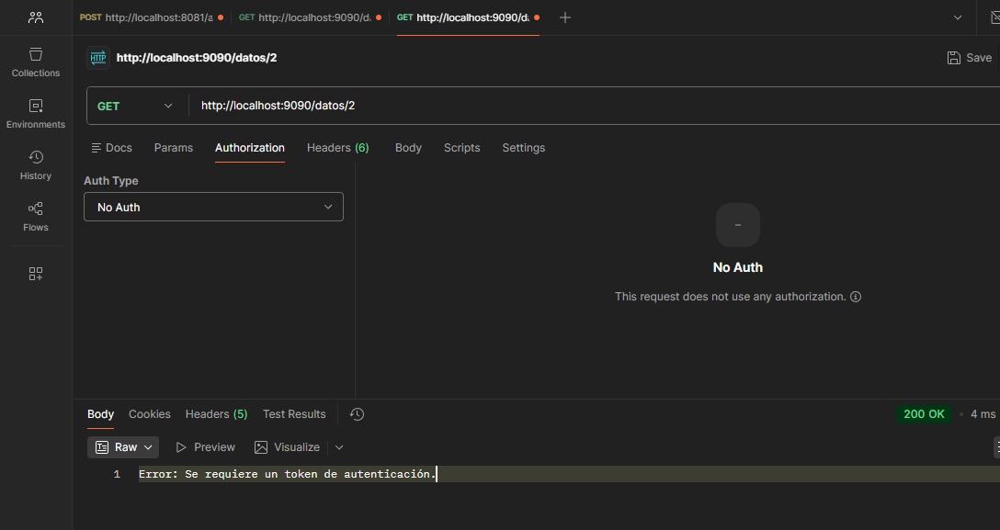 POST http://localhost:8081/a
GET http://localhost:9090/d
GET http://localhost:9090/d
HTTP http://localhost:9090/datos/2
Save
Collections
Environments
History
Flows
GET http://localhost:9090/datos/2
Docs Params Authorization Headers (6) Body Scripts Settings
Auth Type
No Auth
No Auth
This request does not use any authorization.
Body Cookies Headers (5) Test Results
200 OK • 4 ms
Raw Preview Visualize
1 Error: Se requiere un token de autenticación.